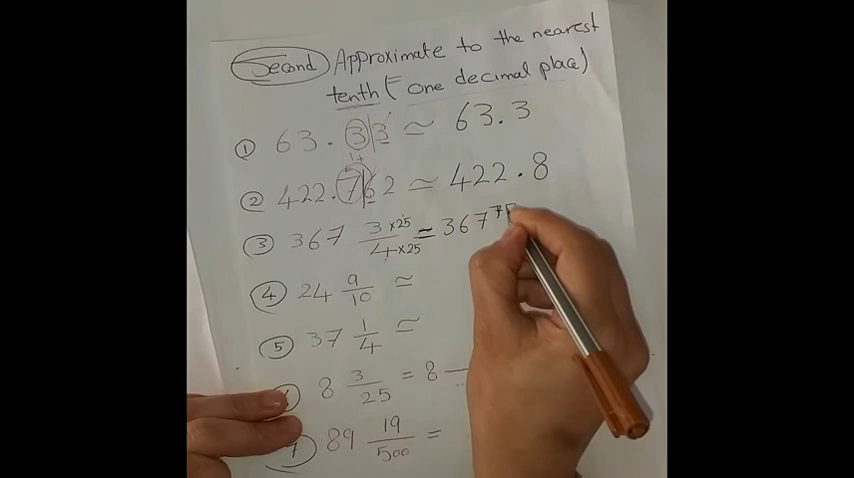 Second Approximate to the nearest
tenth (= one decimal place)
① 63.33 ≃ 63.3
1+
② 422.762 ≃ 422.8
③ 367 3×25/4×25 = 367 75
④ 24 9/10 ≃
⑤ 37 1/4 ≃
8 3/25 = 8
7 89 19/500 =